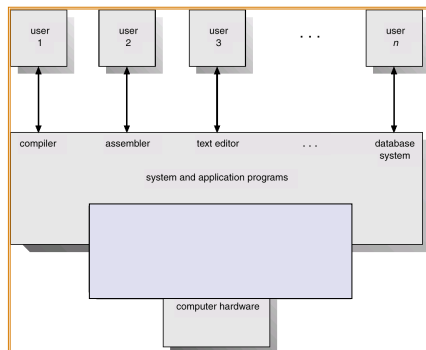 user user user . . . user
1 2 3 n
compiler assembler text editor . . . database
system
system and application programs
computer hardware